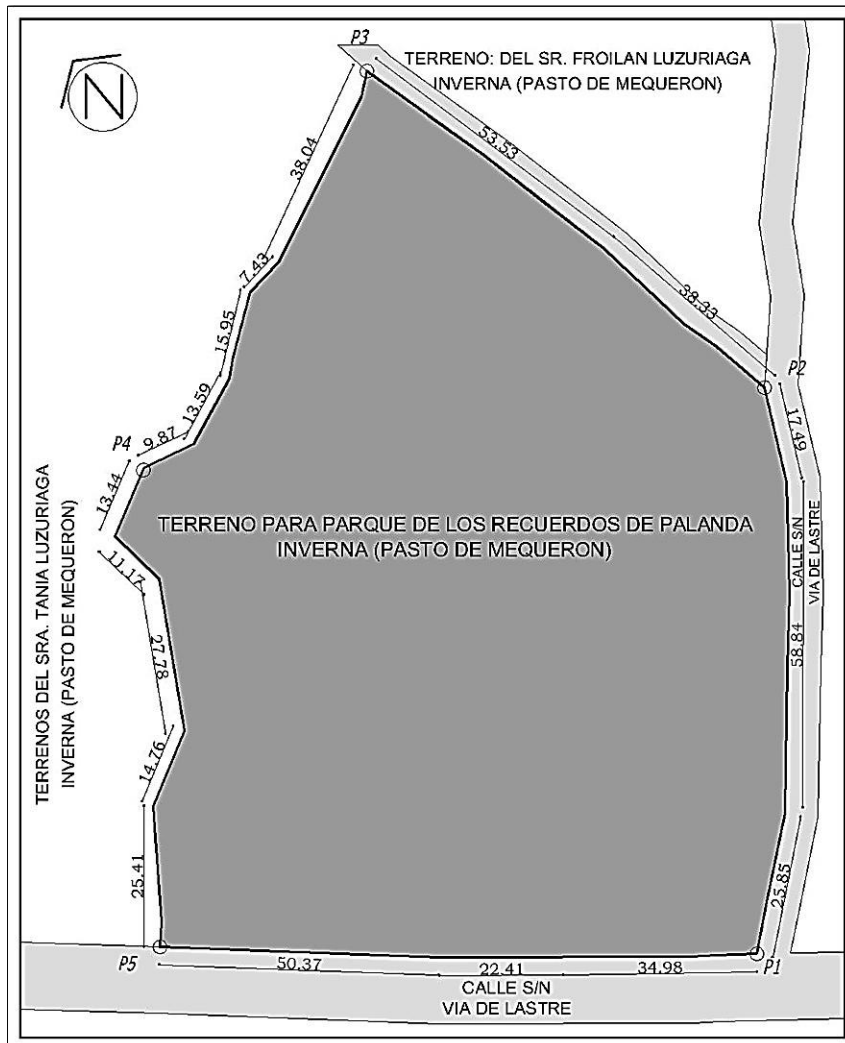 P3
TERRENO: DEL SR. FROILAN LUZURIAGA
INVERNA (PASTO DE MEQUERON)
N
53.53
38.04
7.43
38.33
15.95
P2
13.59
17.49
P4
9.87
13.44
TERRENO PARA PARQUE DE LOS RECUERDOS DE PALANDA
INVERNA (PASTO DE MEQUERON)
CALLE S/N
VIA DE LASTRE
11.17
58.84
27.78
TERRENOS DEL SRA. TANIA LUZURIAGA
INVERNA (PASTO DE MEQUERON)
14.76
25.41
25.85
P5
50.37
22.41
34.98
P1
CALLE S/N
VIA DE LASTRE